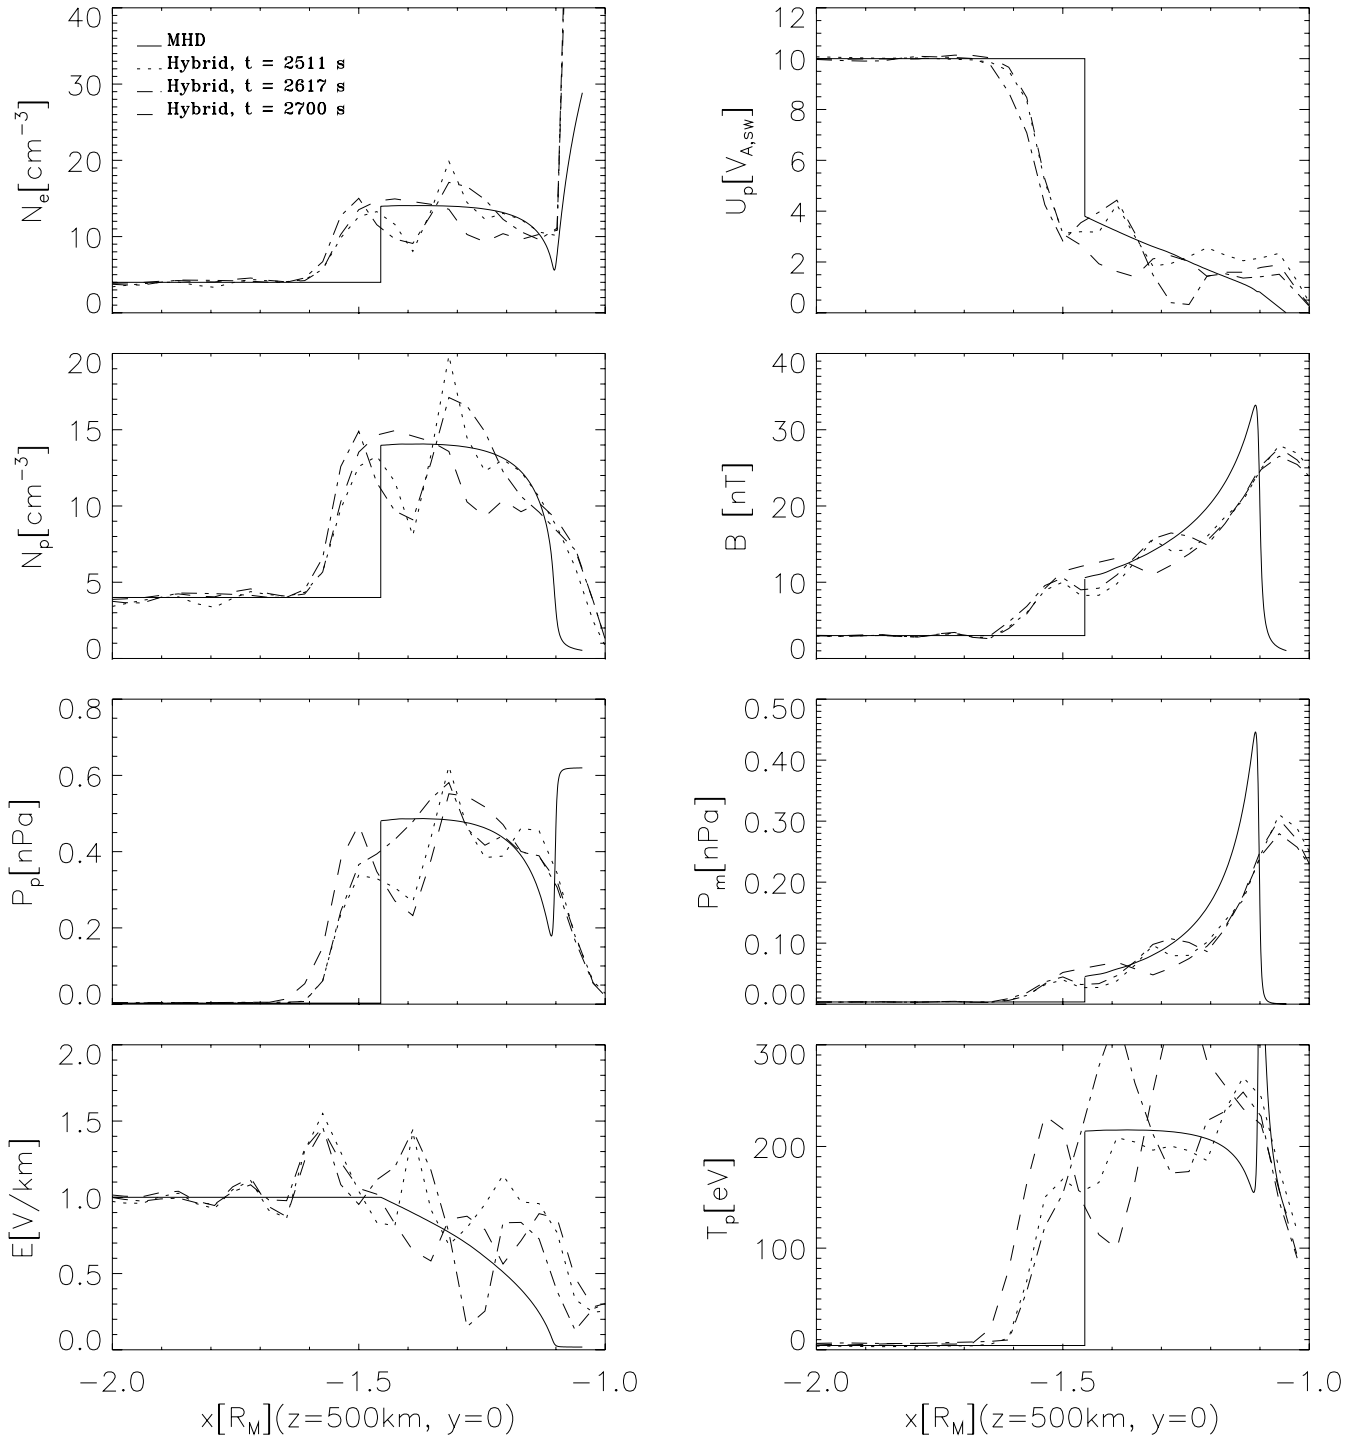 MHD
Hybrid, t = 2511 s
Hybrid, t = 2617 s
Hybrid, t = 2700 s
N_e[cm^{-3}]
40
30
20
10
0
U_p[V_{A,sw}]
12
10
8
6
4
2
0
N_p[cm^{-3}]
20
15
10
5
0
B [nT]
40
30
20
10
0
P_p[nPa]
0.8
0.6
0.4
0.2
0.0
P_m[nPa]
0.50
0.40
0.30
0.20
0.10
0.00
E[V/km]
2.0
1.5
1.0
0.5
0.0
T_p[eV]
300
200
100
0
-2.0 -1.5 -1.0
x[R_M](z=500km, y=0)
-2.0 -1.5 -1.0
x[R_M](z=500km, y=0)